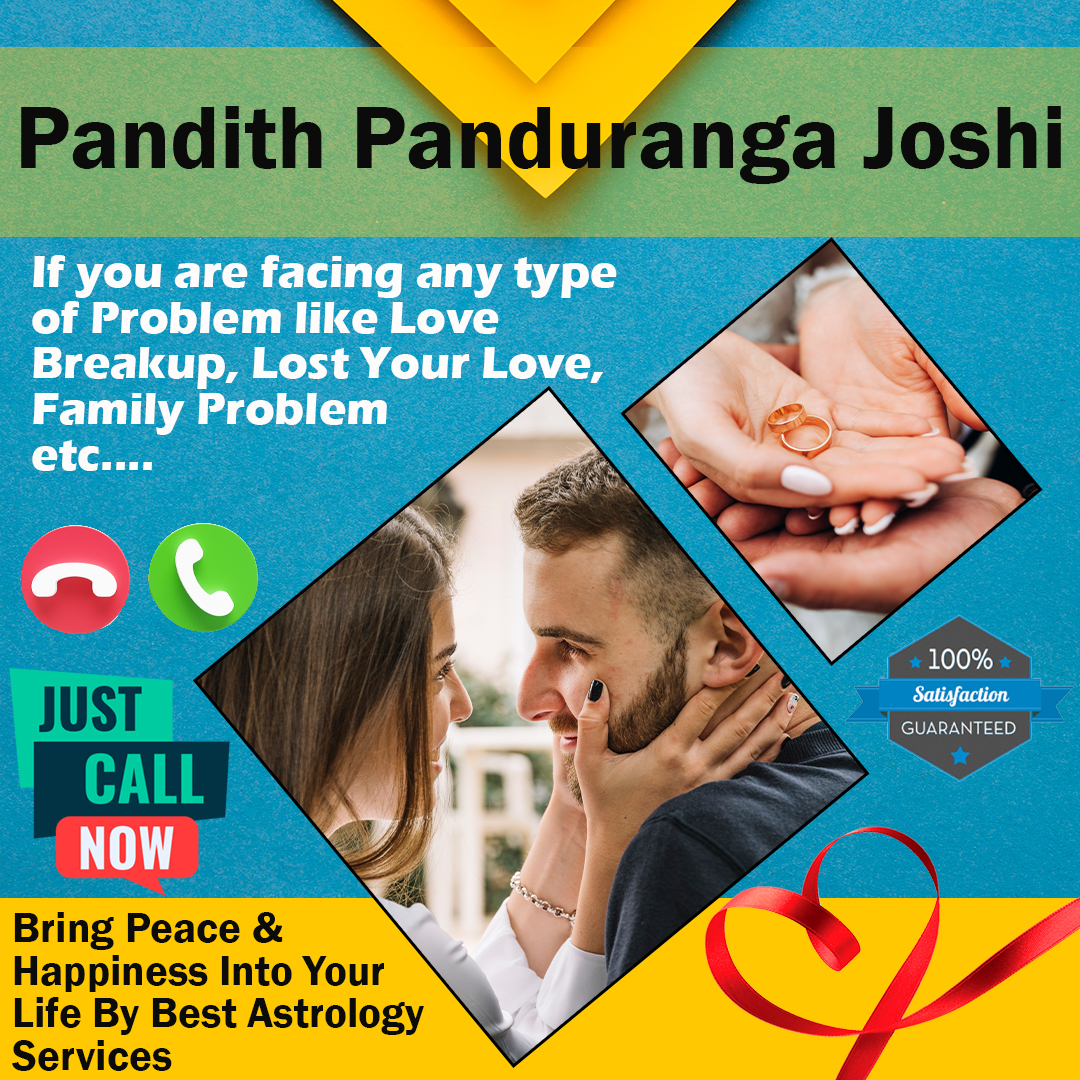 Pandith Panduranga Joshi
If you are facing any type
of Problem like Love
Breakup, Lost Your Love,
Family Problem
etc....
JUST
CALL
NOW
100%
Satisfaction
GUARANTEED
Bring Peace &
Happiness Into Your
Life By Best Astrology
Services